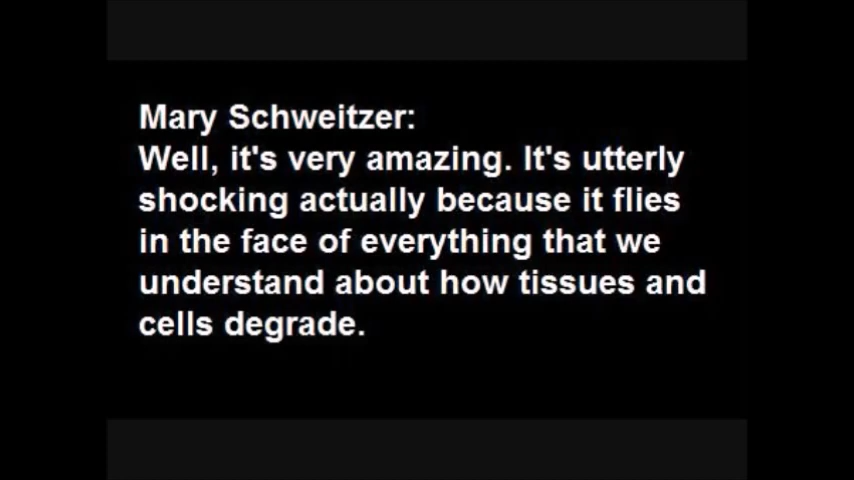 Mary Schweitzer:
Well, it's very amazing. It's utterly
shocking actually because it flies
in the face of everything that we
understand about how tissues and
cells degrade.